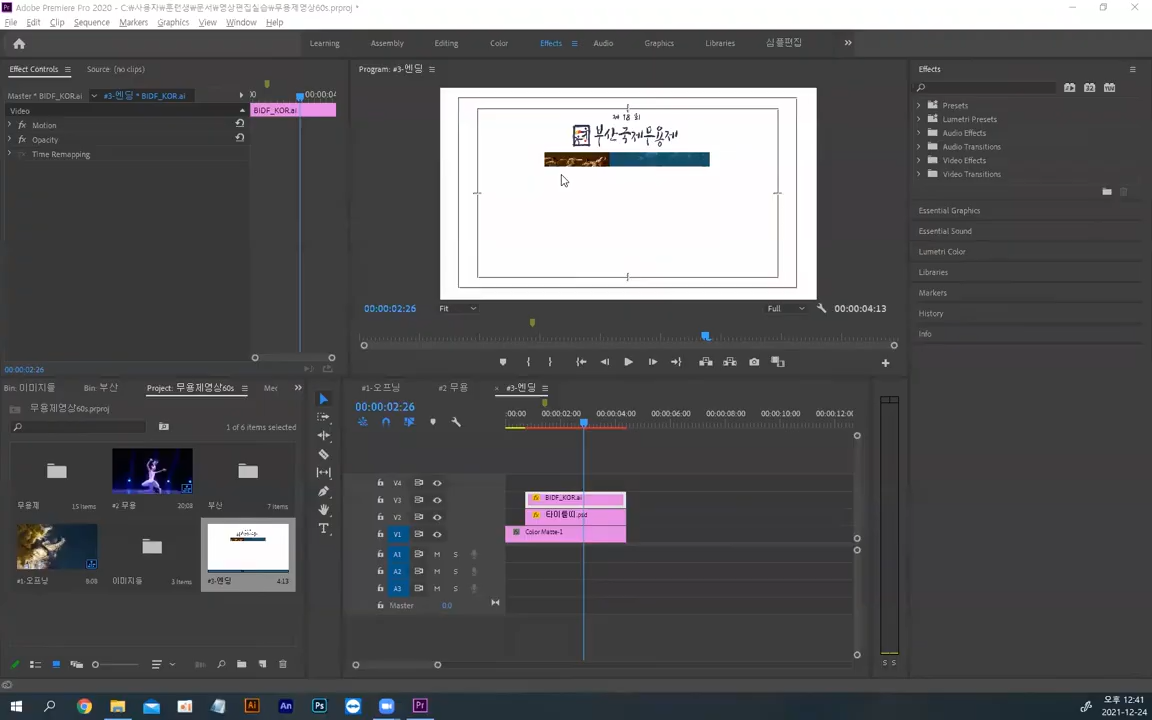 Adobe Premiere Pro 2020 - C:₩사용자₩훈련생₩문서₩영상편집실습₩무용제영상60s.prproj *
File Edit Clip Sequence Markers Graphics View Window Help
Learning Assembly Editing Color Effects Audio Graphics Libraries 심플편집
Effect Controls Source: (no clips)
Master * BIDF_KOR.ai #3-엔딩 * BIDF_KOR.ai 00:00:04
Video BIDF_KOR.ai
fx Motion
fx Opacity
Time Remapping
00:00:02:26
Program: #3-엔딩
제 18 회
부산국제무용제
00:00:02:26 Fit Full 00:00:04:13
Effects
Presets
Lumetri Presets
Audio Effects
Audio Transitions
Video Effects
Video Transitions
Essential Graphics
Essential Sound
Lumetri Color
Libraries
Markers
History
Info
Bin: 이미지들 Bin: 부산 Project: 무용제영상60s Mec
무용제영상60s.prproj
1 of 6 items selected
무용제 15 Items #2 무용 20;08 부산 7 Items
#1-오프닝 9;09 이미지들 3 Items #3-엔딩 4;13
#1-오프닝 #2 무용 #3-엔딩
00:00:02:26
:00:00 00:00:02:00 00:00:04:00 00:00:06:00 00:00:08:00 00:00:10:00 00:00:12:00
V4
V3 fx BIDF_KOR.ai
V2 fx 타이틀띠.psd
V1 Color Matte-1
A1 M S
A2 M S
A3 M S
Master 0.0
S S
오후 12:41
2021-12-24